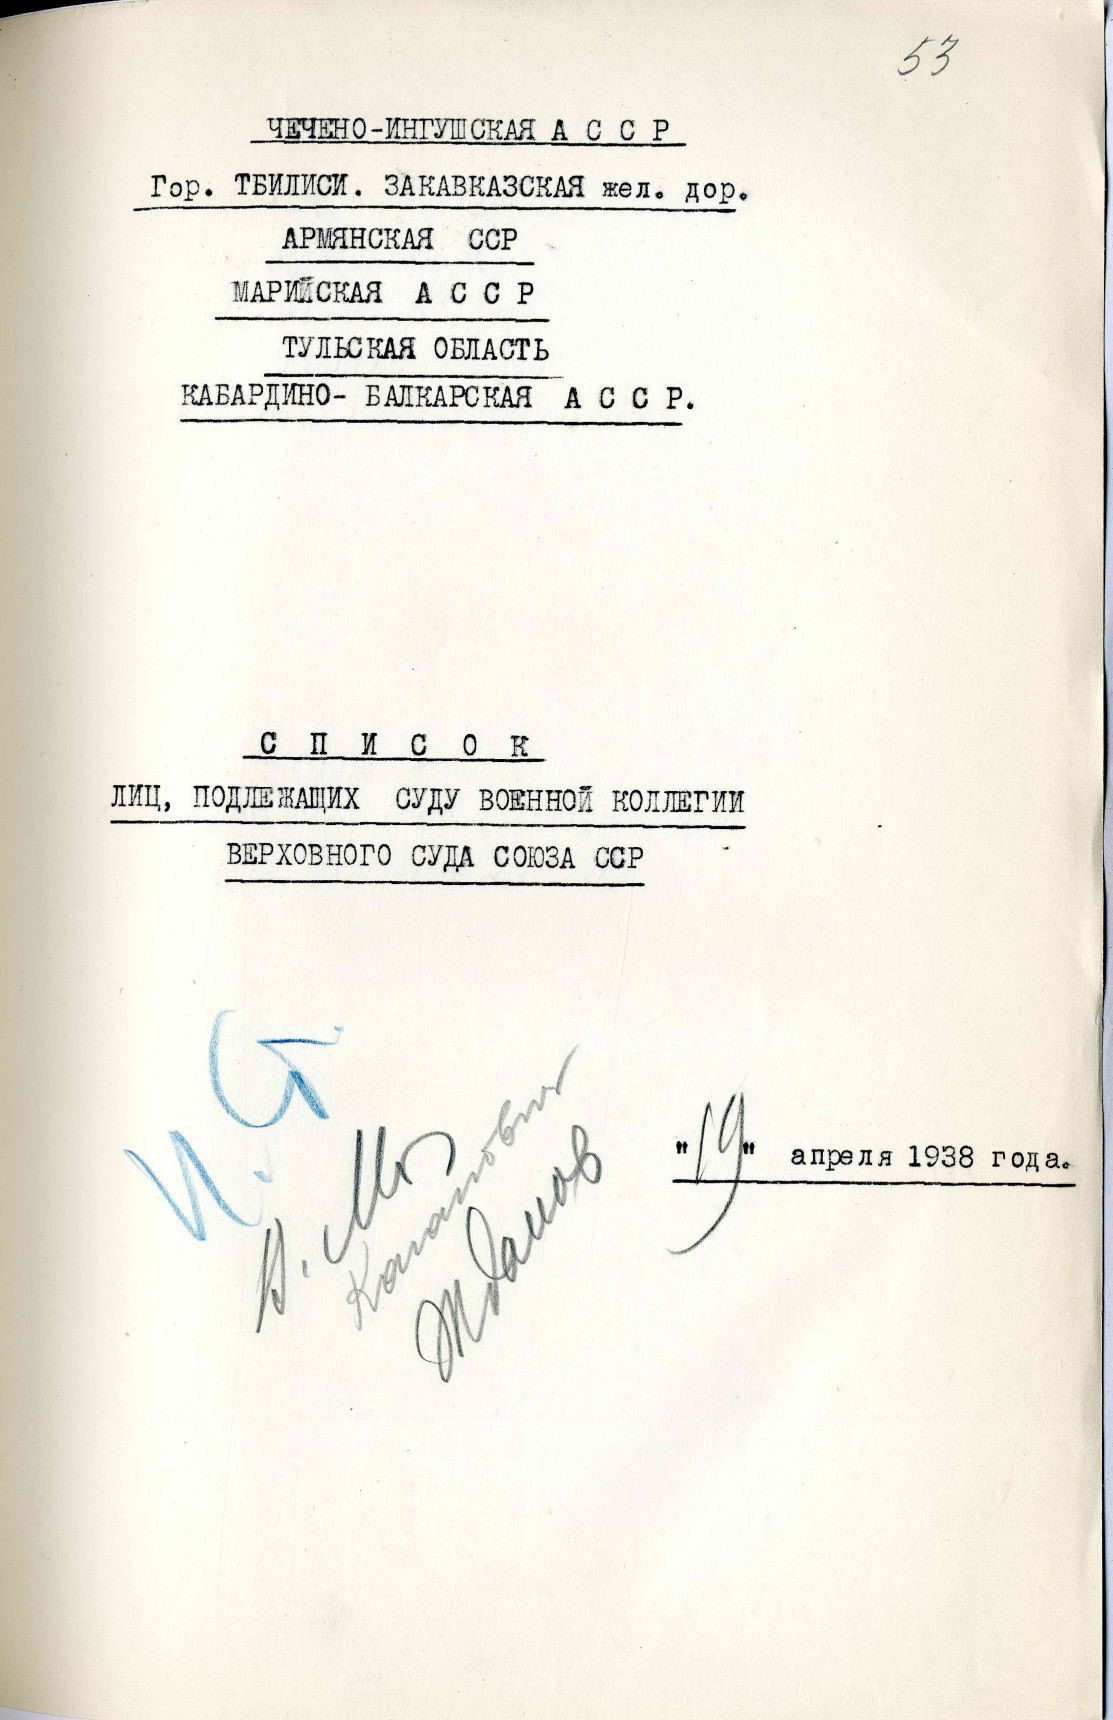 53
ЧЕЧЕНО-ИНГУШСКАЯ А С С Р
Гор. ТБИЛИСИ. ЗАКАВКАЗСКАЯ жел. дор.
АРМЯНСКАЯ ССР
МАРИЙСКАЯ А С С Р
ТУЛЬСКАЯ ОБЛАСТЬ
КАБАРДИНО- БАЛКАРСКАЯ А С С Р.
С П И С О К
ЛИЦ, ПОДЛЕЖАЩИХ СУДУ ВОЕННОЙ КОЛЛЕГИИ
ВЕРХОВНОГО СУДА СОЮЗА ССР
И. Ст
В. Мо
Каганович
Жданов
"19" апреля 1938 года.